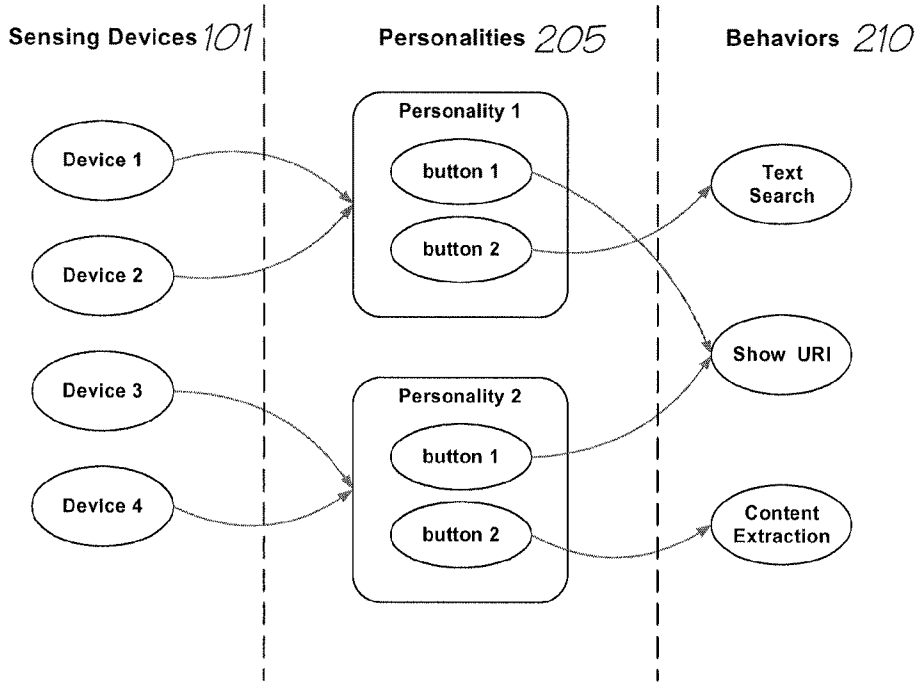 Sensing Devices 101
Personalities 205
Behaviors 210
Device 1
Device 2
Device 3
Device 4
Personality 1
button 1
button 2
Personality 2
button 1
button 2
Text
Search
Show URI
Content
Extraction